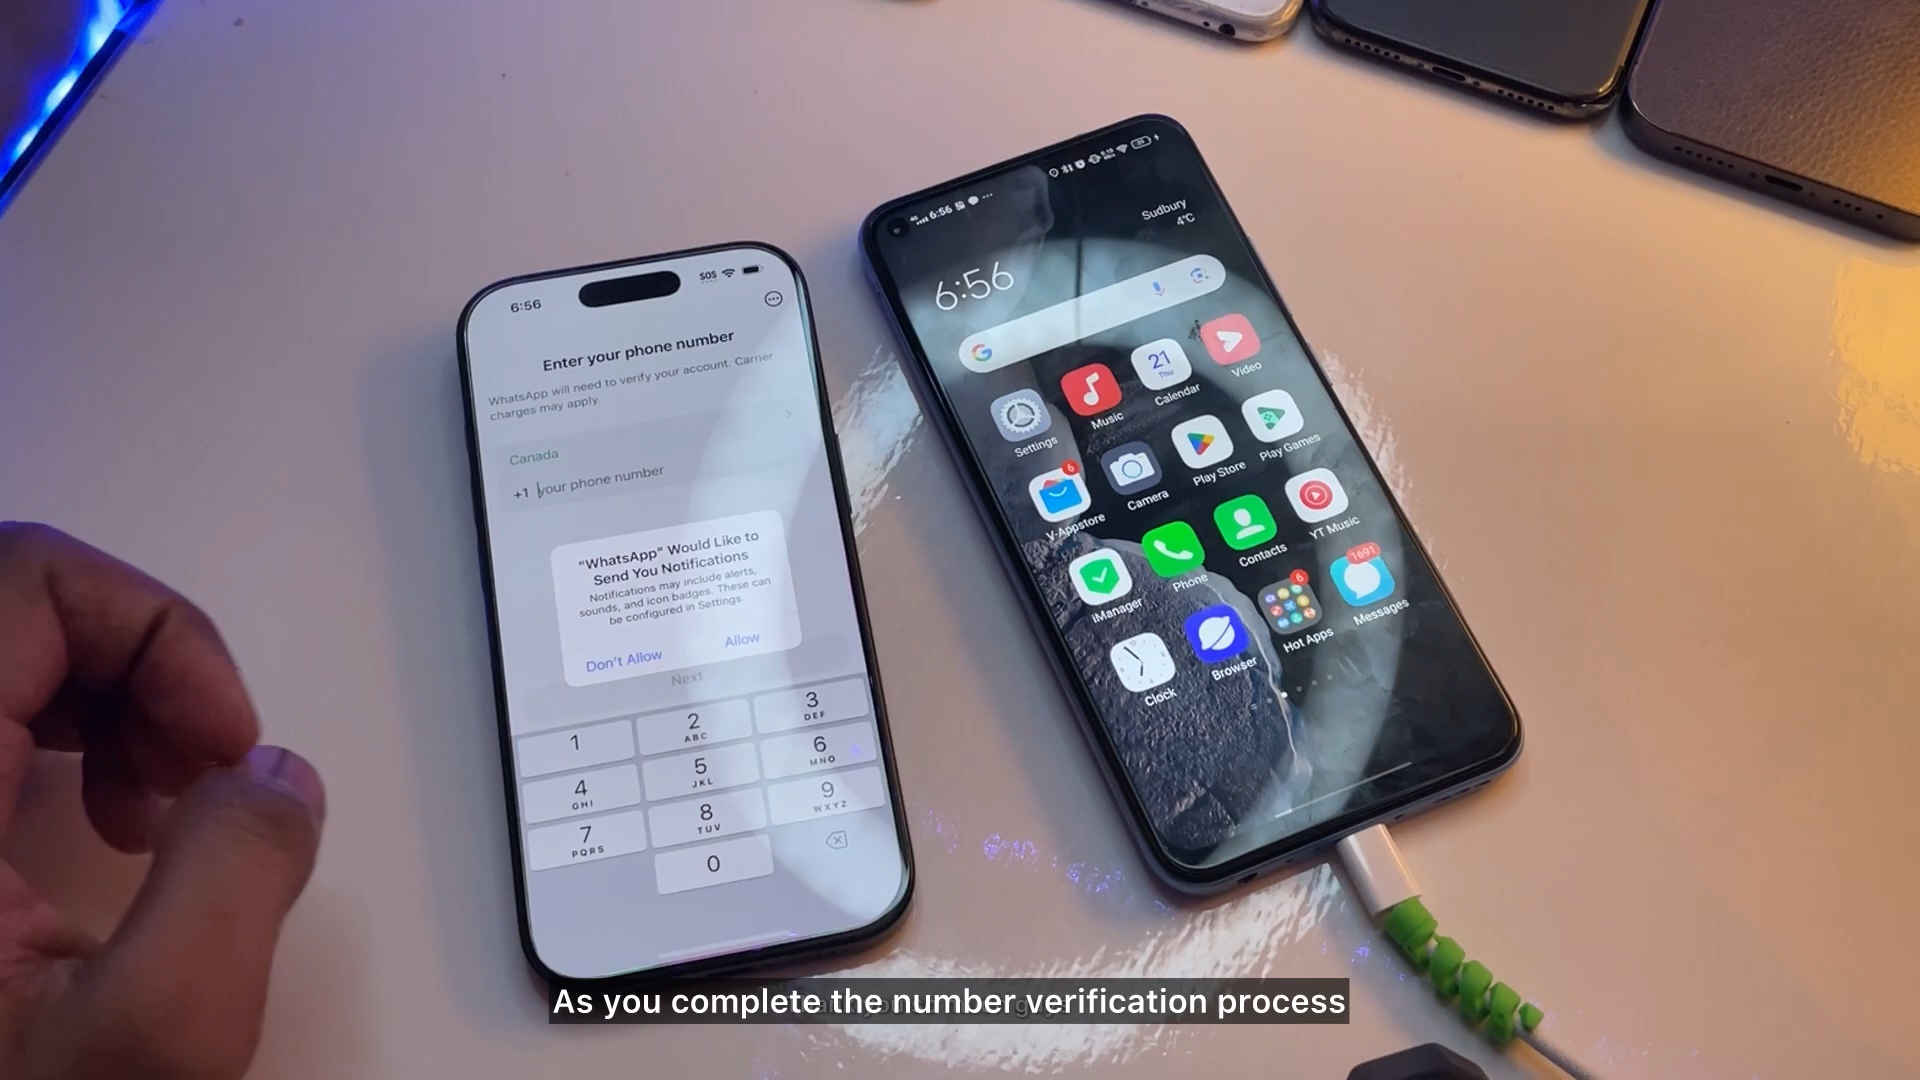 6:56
SOS
Enter your phone number
WhatsApp will need to verify your account. Carrier
charges may apply.
Canada
+1 your phone number
"WhatsApp" Would Like to
Send You Notifications
Notifications may include alerts,
sounds, and icon badges. These can
be configured in Settings
Don't Allow
Allow
Next
1
2
ABC
3
DEF
4
GHI
5
JKL
6
MNO
7
PQRS
8
TUV
9
WXYZ
0
6:56
Sudbury
4°C
6:56
Settings
Music
21
Thu
Calendar
Video
6
V-Appstore
Camera
Play Store
Play Games
iManager
Phone
Contacts
YT Music
Clock
Browser
6
Hot Apps
1691
Messages
As you complete the number verification process